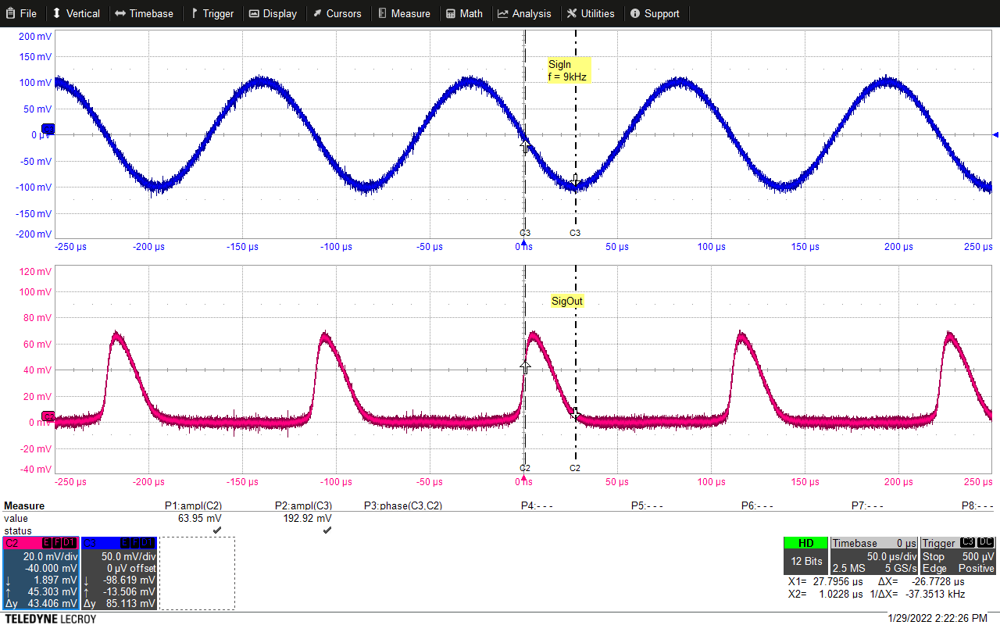 File Vertical Timebase Trigger Display Cursors Measure Math Analysis Utilities Support
200 mV
150 mV
100 mV
50 mV
0 µV
-50 mV
-100 mV
-150 mV
-200 mV
SigIn
f = 9kHz
C3 C3
-250 µs -200 µs -150 µs -100 µs -50 µs 0 ns 50 µs 100 µs 150 µs 200 µs 250 µs
120 mV
100 mV
80 mV
60 mV
40 mV
20 mV
0 mV
-20 mV
-40 mV
SigOut
C2
C2 C2
-250 µs -200 µs -150 µs -100 µs -50 µs 0 ns 50 µs 100 µs 150 µs 200 µs 250 µs
Measure P1:ampl(C2) P2:ampl(C3) P3:phase(C3,C2) P4:- - - P5:- - - P6:- - - P7:- - - P8:- - -
value 63.95 mV 192.92 mV
status
C2 E F D1
20.0 mV/div
-40.000 mV
↓ 1.897 mV
↑ 45.303 mV
Δy 43.406 mV
C3 E F D1
50.0 mV/div
0 µV offset
↓ -98.619 mV
↑ -13.506 mV
Δy 85.113 mV
HD
12 Bits
Timebase 0 µs
50.0 µs/div
2.5 MS 5 GS/s
Trigger C3 DC
Stop 500 µV
Edge Positive
X1= 27.7956 µs ΔX= -26.7728 µs
X2= 1.0228 µs 1/ΔX= -37.3513 kHz
TELEDYNE LECROY
1/29/2022 2:22:26 PM